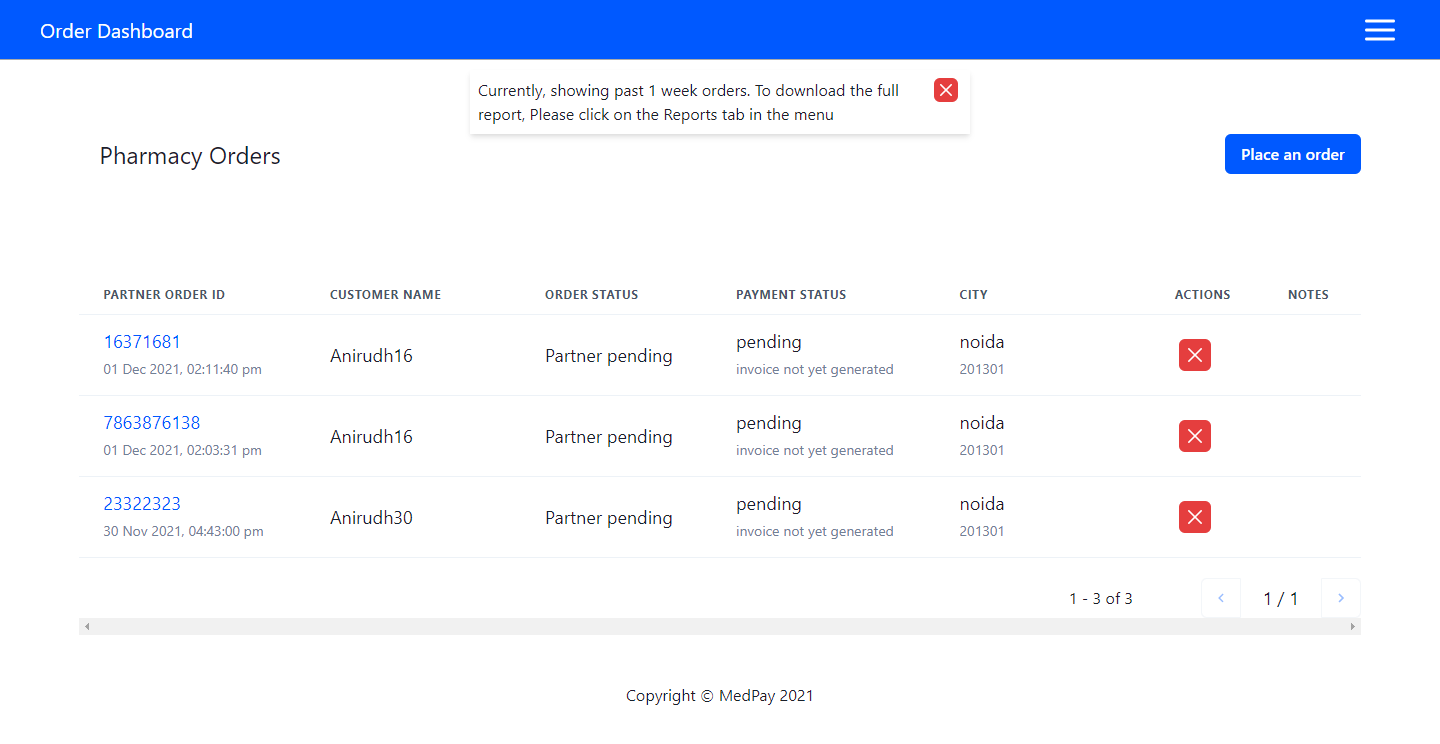 Order Dashboard
Currently, showing past 1 week orders. To download the full
report, Please click on the Reports tab in the menu
Pharmacy Orders
Place an order
PARTNER ORDER ID CUSTOMER NAME ORDER STATUS PAYMENT STATUS CITY ACTIONS NOTES
16371681 pending noida
Anirudh16 Partner pending
01 Dec 2021, 02:11:40 pm invoice not yet generated 201301
7863876138 pending noida
Anirudh16 Partner pending
01 Dec 2021, 02:03:31 pm invoice not yet generated 201301
23322323 pending noida
Anirudh30 Partner pending
30 Nov 2021, 04:43:00 pm invoice not yet generated 201301
1 - 3 of 3 1 / 1
Copyright © MedPay 2021